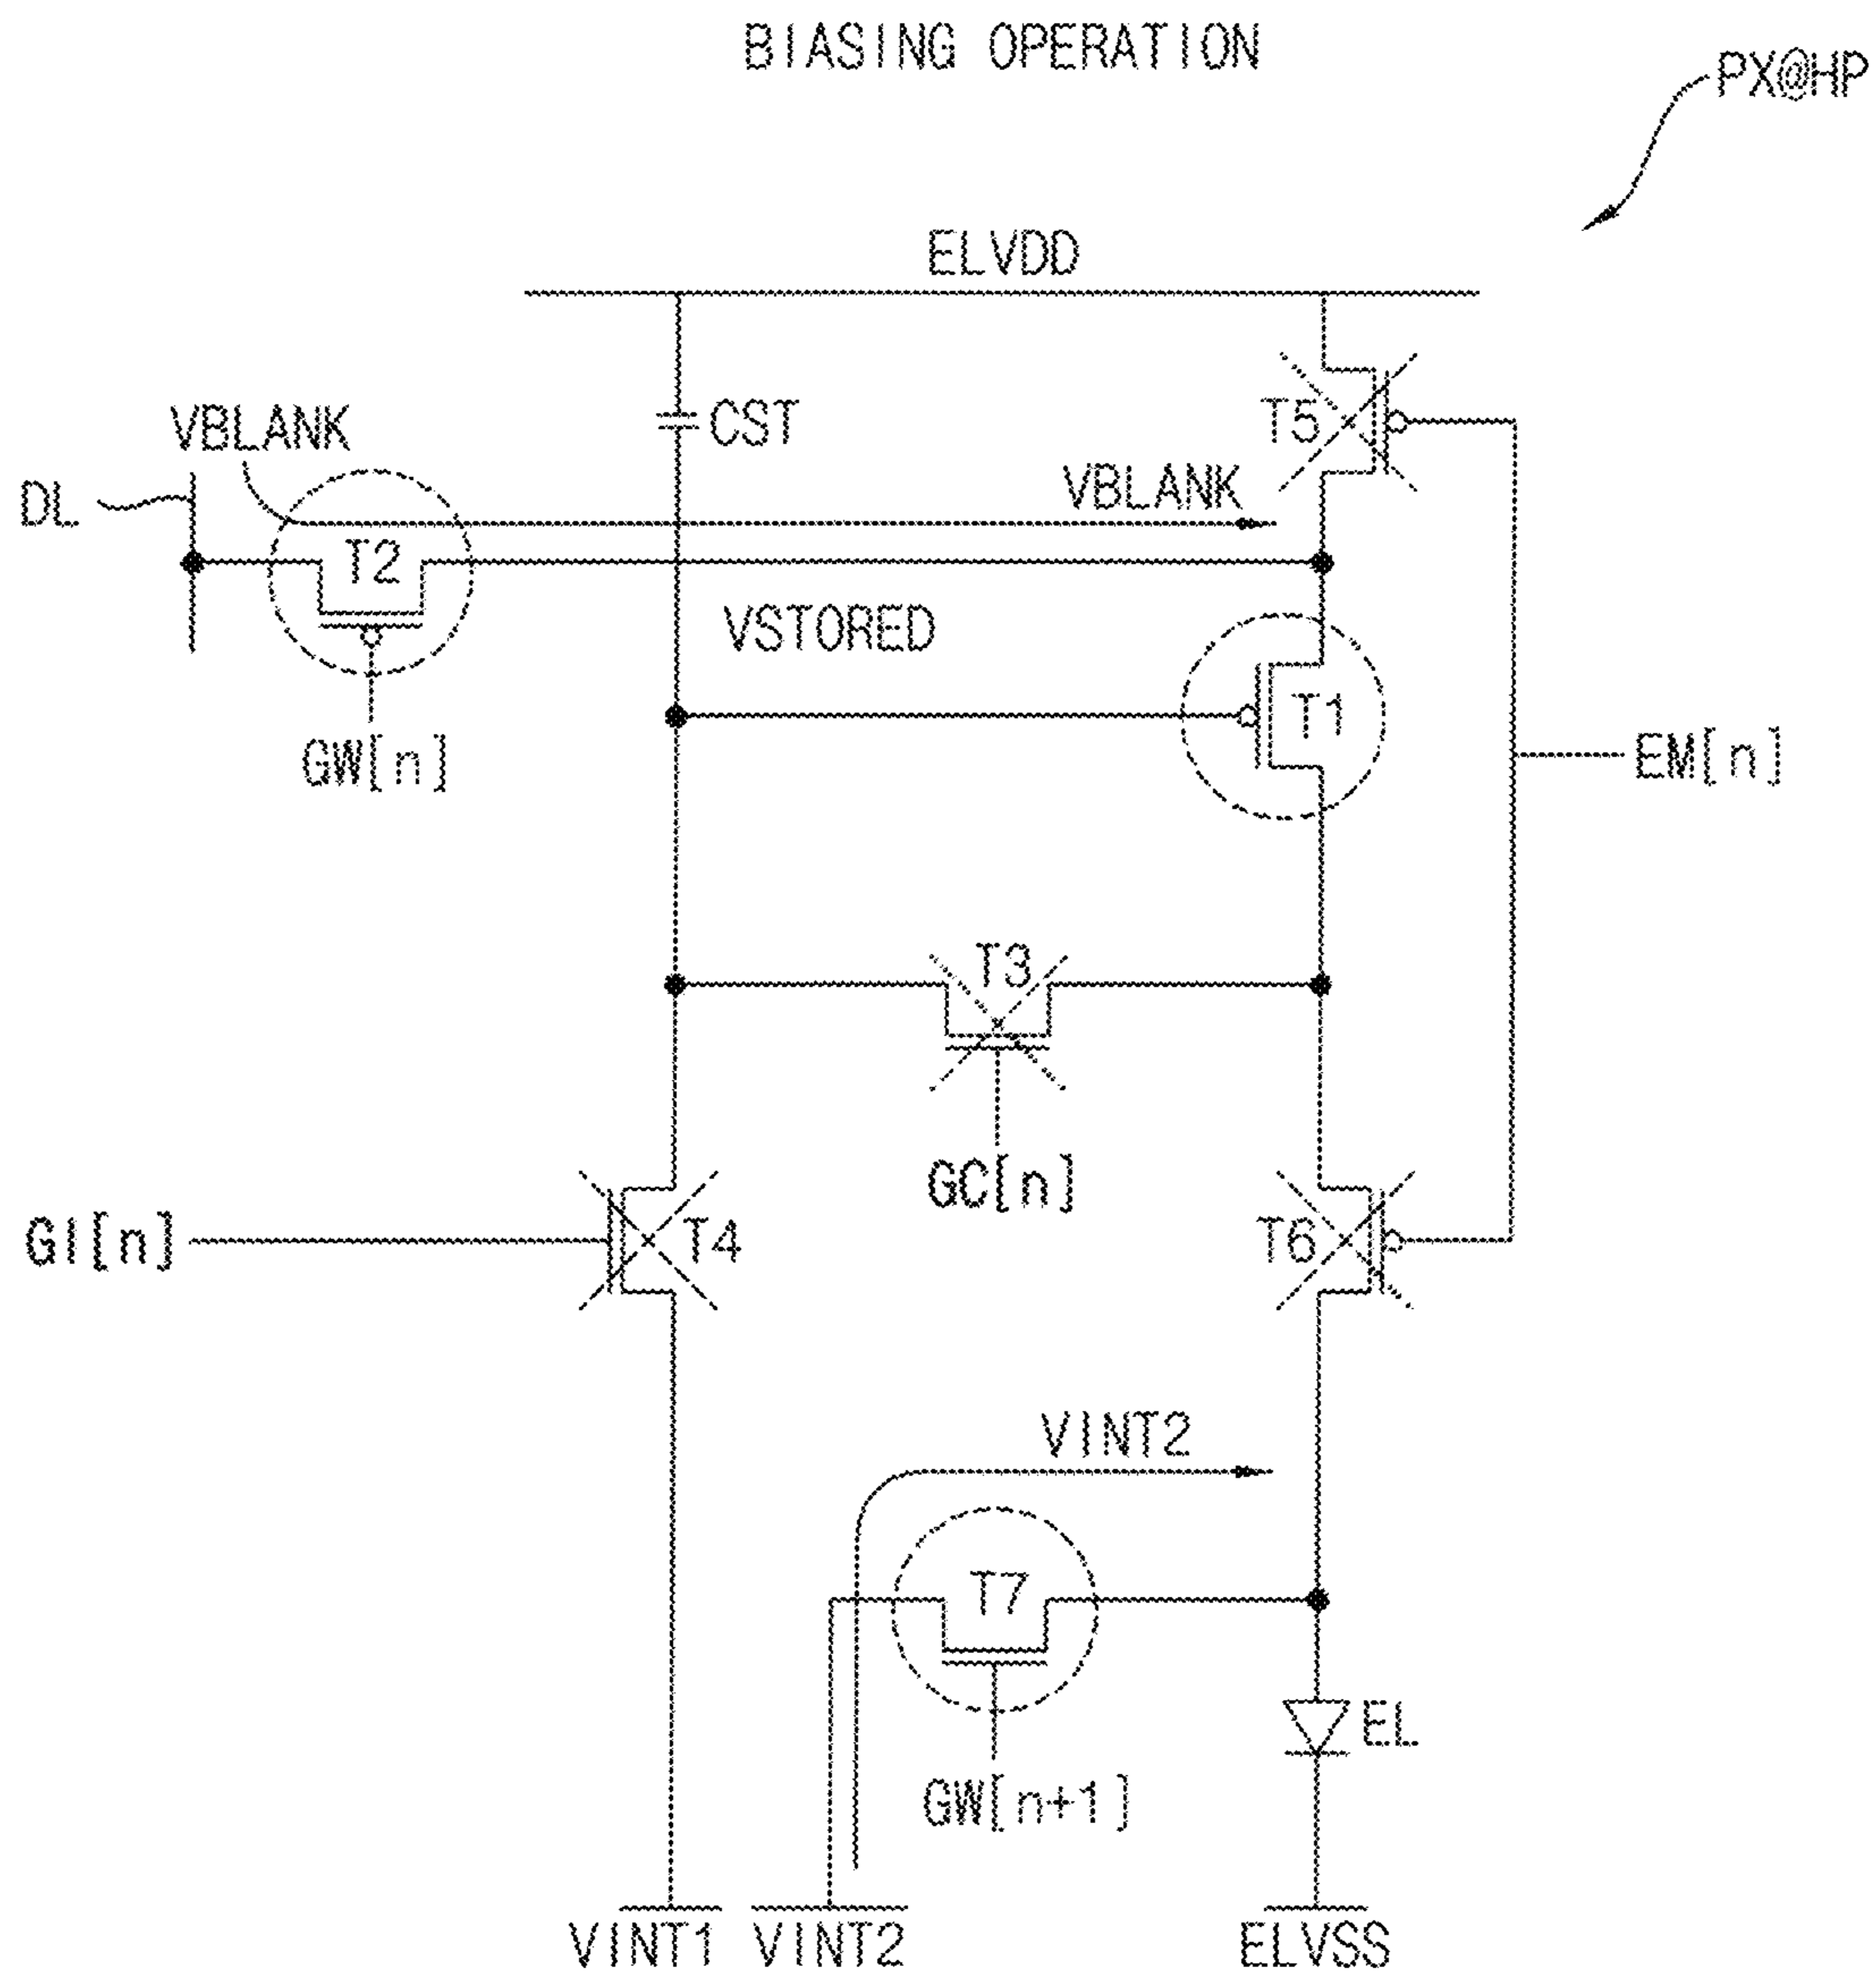 BIASING OPERATION
PX@HP
ELVDD
VBLANK
CST
T5
DL
VBLANK
T2
VSTORED
T1
GW[n]
EM[n]
T3
GC[n]
GI[n]
T4
T6
VINT2
T7
EL
GW[n+1]
VINT1
VINT2
ELVSS